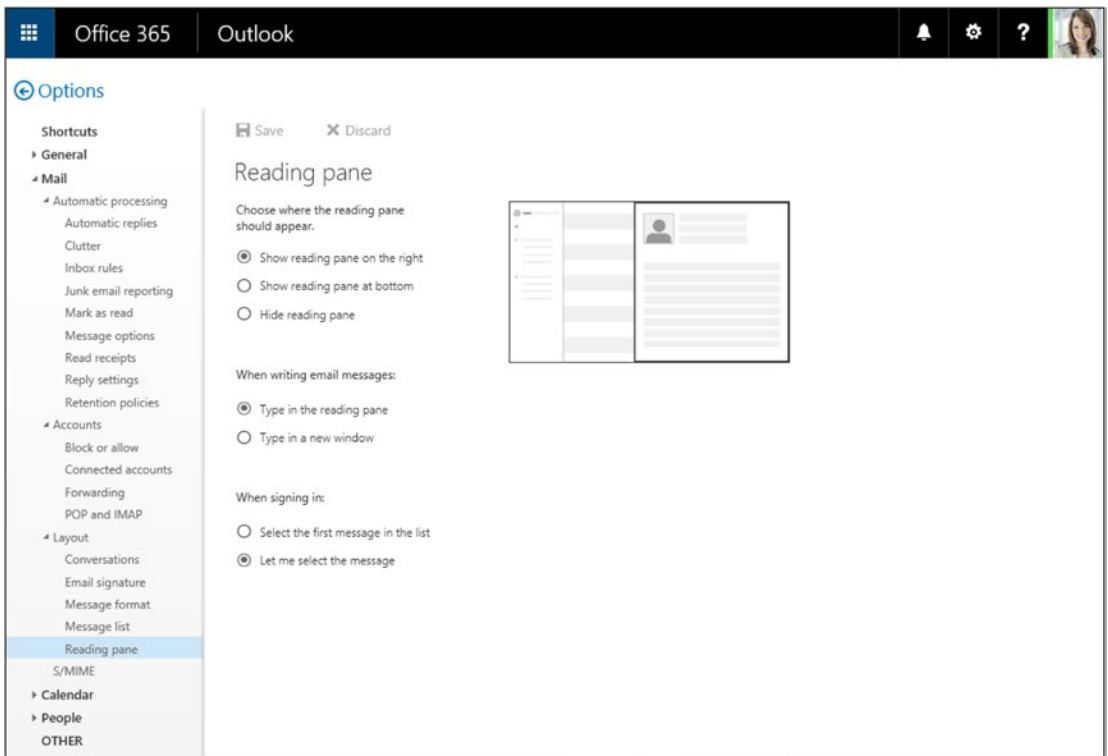 Office 365
Outlook
?
Options
Shortcuts
General
Mail
Automatic processing
Automatic replies
Clutter
Inbox rules
Junk email reporting
Mark as read
Message options
Read receipts
Reply settings
Retention policies
Accounts
Block or allow
Connected accounts
Forwarding
POP and IMAP
Layout
Conversations
Email signature
Message format
Message list
Reading pane
S/MIME
Calendar
People
OTHER
Save
Discard
Reading pane
Choose where the reading pane
should appear.
Show reading pane on the right
Show reading pane at bottom
Hide reading pane
When writing email messages:
Type in the reading pane
Type in a new window
When signing in:
Select the first message in the list
Let me select the message